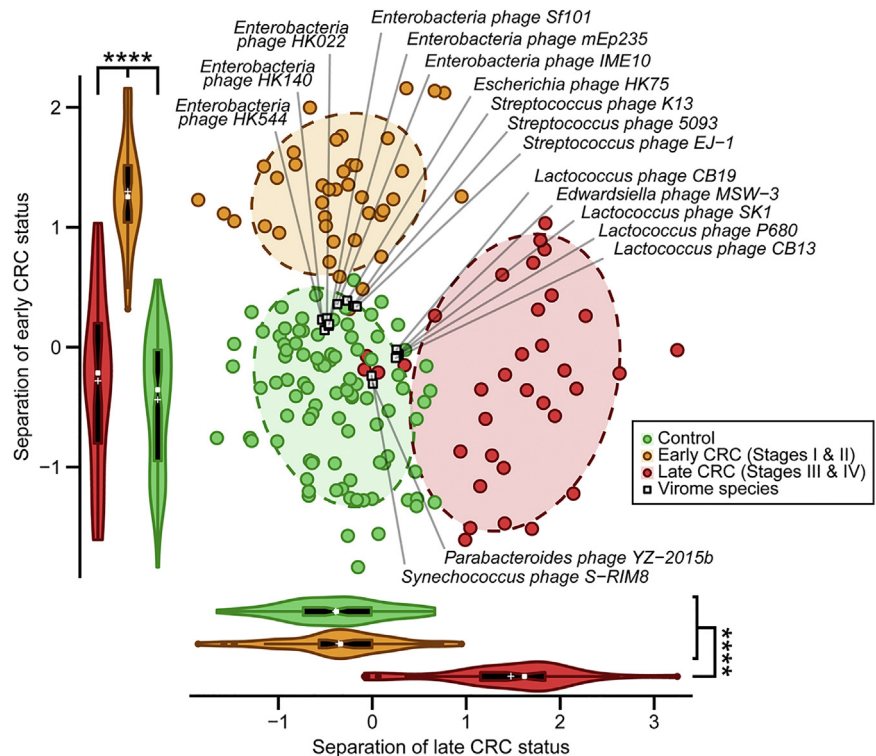 Enterobacteria
phage HK022
Enterobacteria phage Sf101
Enterobacteria phage mEp235
Enterobacteria phage IME10
Enterobacteria
phage HK140
Escherichia phage HK75
Enterobacteria
phage HK544
Streptococcus phage K13
Streptococcus phage 5093
Streptococcus phage EJ−1
Lactococcus phage CB19
Edwardsiella phage MSW−3
Lactococcus phage SK1
Lactococcus phage P680
Lactococcus phage CB13
****
2
1
0
−1
Separation of early CRC status
Control
Early CRC (Stages I & II)
Late CRC (Stages III & IV)
Virome species
Parabacteroides phage YZ−2015b
Synechococcus phage S−RIM8
****
−1 0 1 2 3
Separation of late CRC status